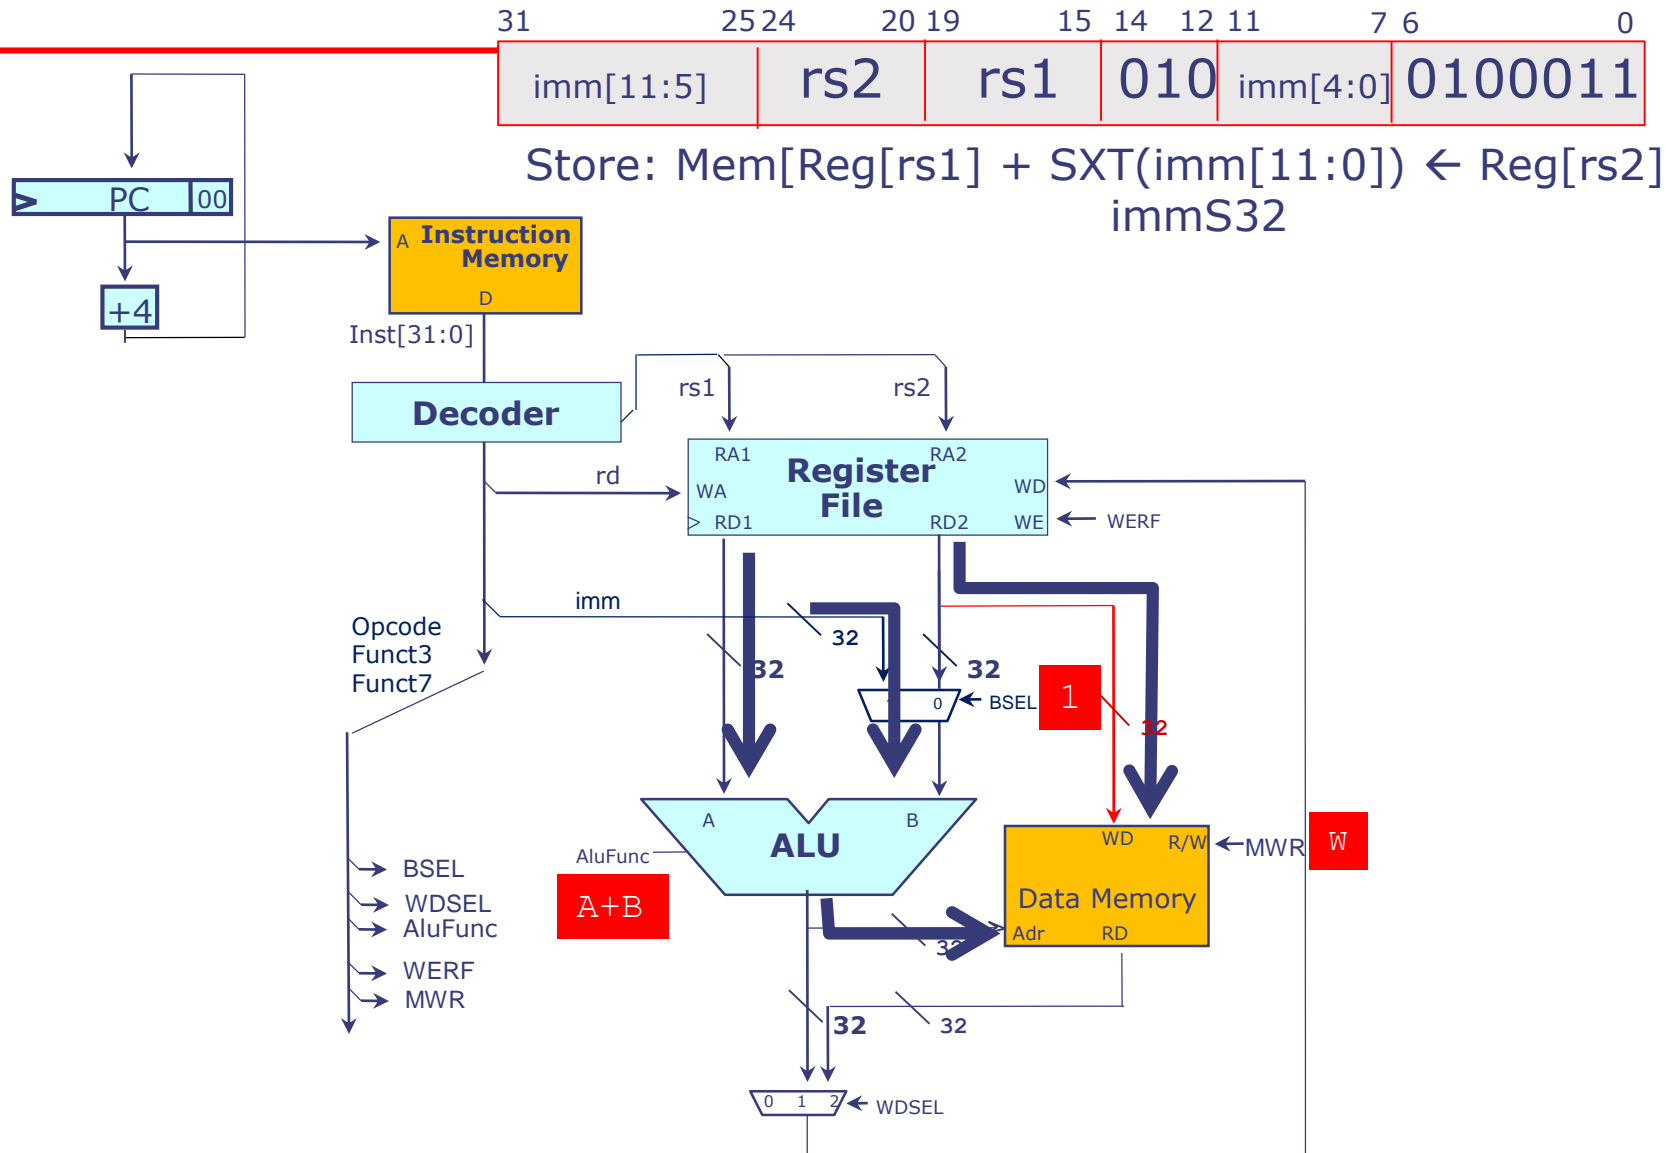 31 25 24 20 19 15 14 12 11 7 6 0
imm[11:5] rs2 rs1 010 imm[4:0] 0100011
Store: Mem[Reg[rs1] + SXT(imm[11:0]) ← Reg[rs2]
immS32
PC 00
A Instruction
Memory
D
+4
Inst[31:0]
Decoder
rs1 rs2
RA1 RA2
Register
File
rd
WA WD
RD1 RD2 WE
WERF
imm
32
Opcode
Funct3
Funct7
32
32
0
BSEL
1
32
A B
ALU
AluFunc
A+B
WD R/W
MWR
W
Data Memory
Adr RD
32
BSEL
WDSEL
AluFunc
WERF
MWR
32
32
0 1 2
WDSEL